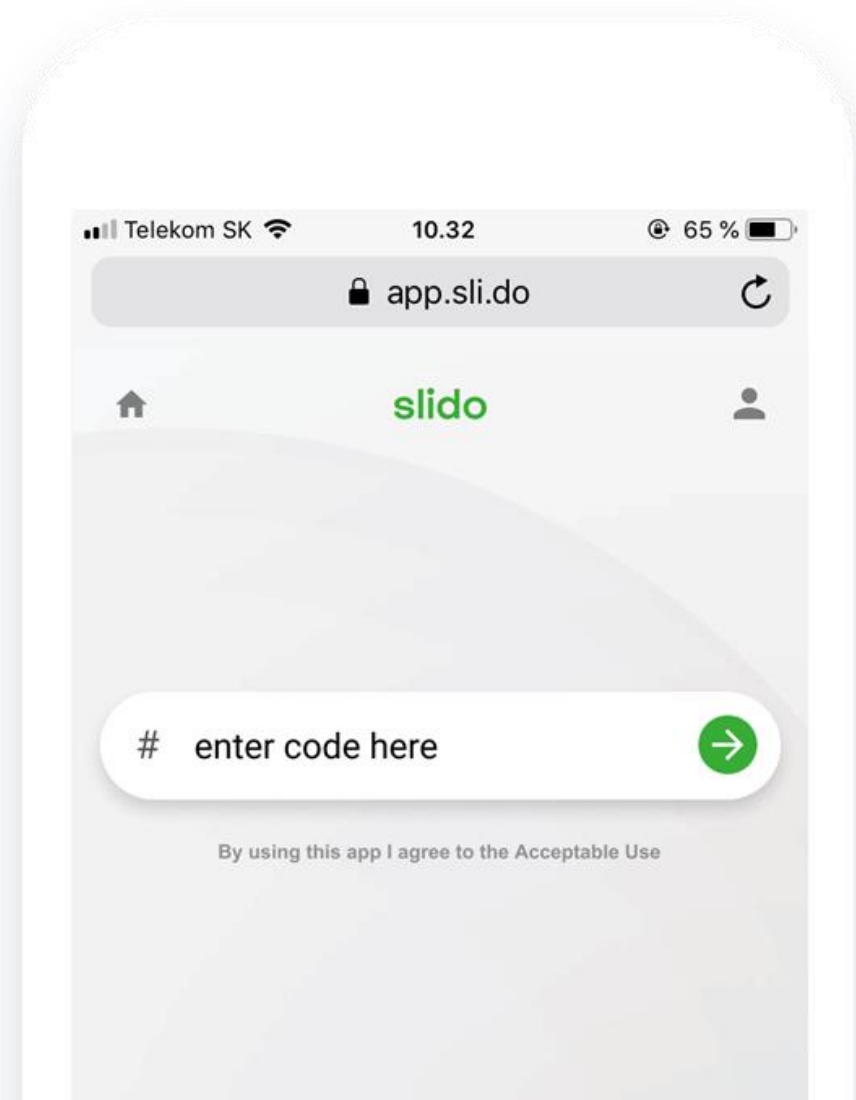 Telekom SK 10.32 65 %
app.sli.do
slido
# enter code here
By using this app I agree to the Acceptable Use